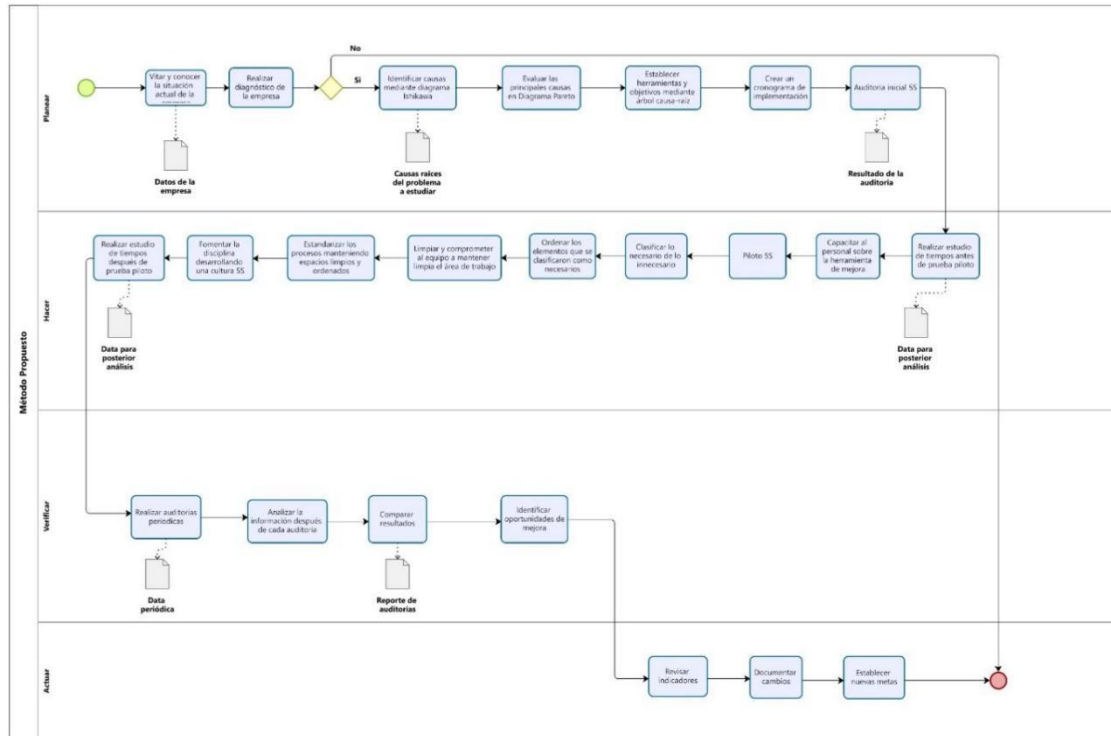 Método Propuesto
Planear
No
Si
Vitar y conocer
la situación
actual de la
Realizar
diagnóstico de
la empresa
Identificar causas
mediante diagrama
Ishikawa
Evaluar las
principales causas
en Diagrama Pareto
Establecer
herramientas y
objetivos mediante
árbol causa-raíz
Crear un
cronograma de
implementación
Auditoria inicial 5S
Datos de la
empresa
Causas raíces
del problema
a estudiar
Resultado de la
auditoria
Hacer
Realizar estudio
de tiempos
después de
prueba piloto
Fomentar la
disciplina
desarrollando
una cultura 5S
Estandarizar los
procesos manteniendo
espacios limpios y
ordenados
Limpiar y comprometer
al equipo a mantener
limpia el área de trabajo
Ordenar los
elementos que se
clasificaron como
necesarios
Clasificar lo
necesario de lo
innecesario
Piloto 5S
Capacitar al
personal sobre
la herramienta
de mejora
Realizar estudio
de tiempos antes
de prueba piloto
Data para
posterior
análisis
Data para
posterior
análisis
Verificar
Realizar auditorias
periodicas
Analizar la
información después
de cada auditoria
Comparar
resultados
Identificar
oportunidades de
mejora
Data
periódica
Reporte de
auditorias
Actuar
Revisar
indicadores
Documentar
cambios
Establecer
nuevas metas